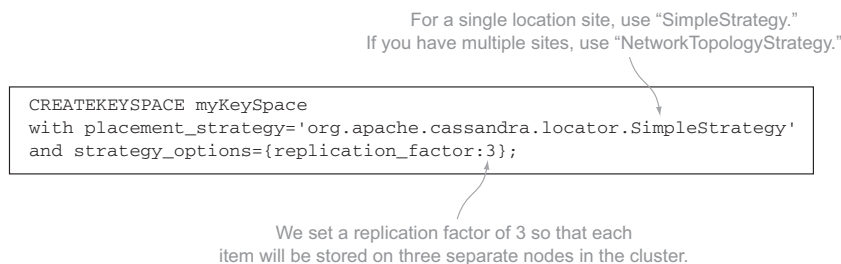 For a single location site, use “SimpleStrategy.”
If you have multiple sites, use “NetworkTopologyStrategy.”
CREATEKEYSPACE myKeySpace
with placement_strategy='org.apache.cassandra.locator.SimpleStrategy'
and strategy_options={replication_factor:3};
We set a replication factor of 3 so that each
item will be stored on three separate nodes in the cluster.